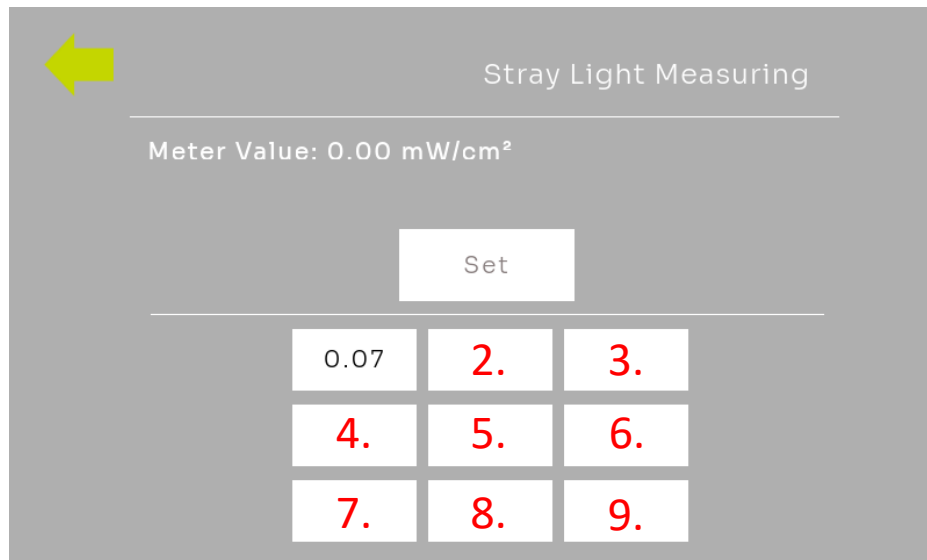 Stray Light Measuring
Meter Value: 0.00 mW/cm²
Set
0.07 2. 3.
4. 5. 6.
7. 8. 9.